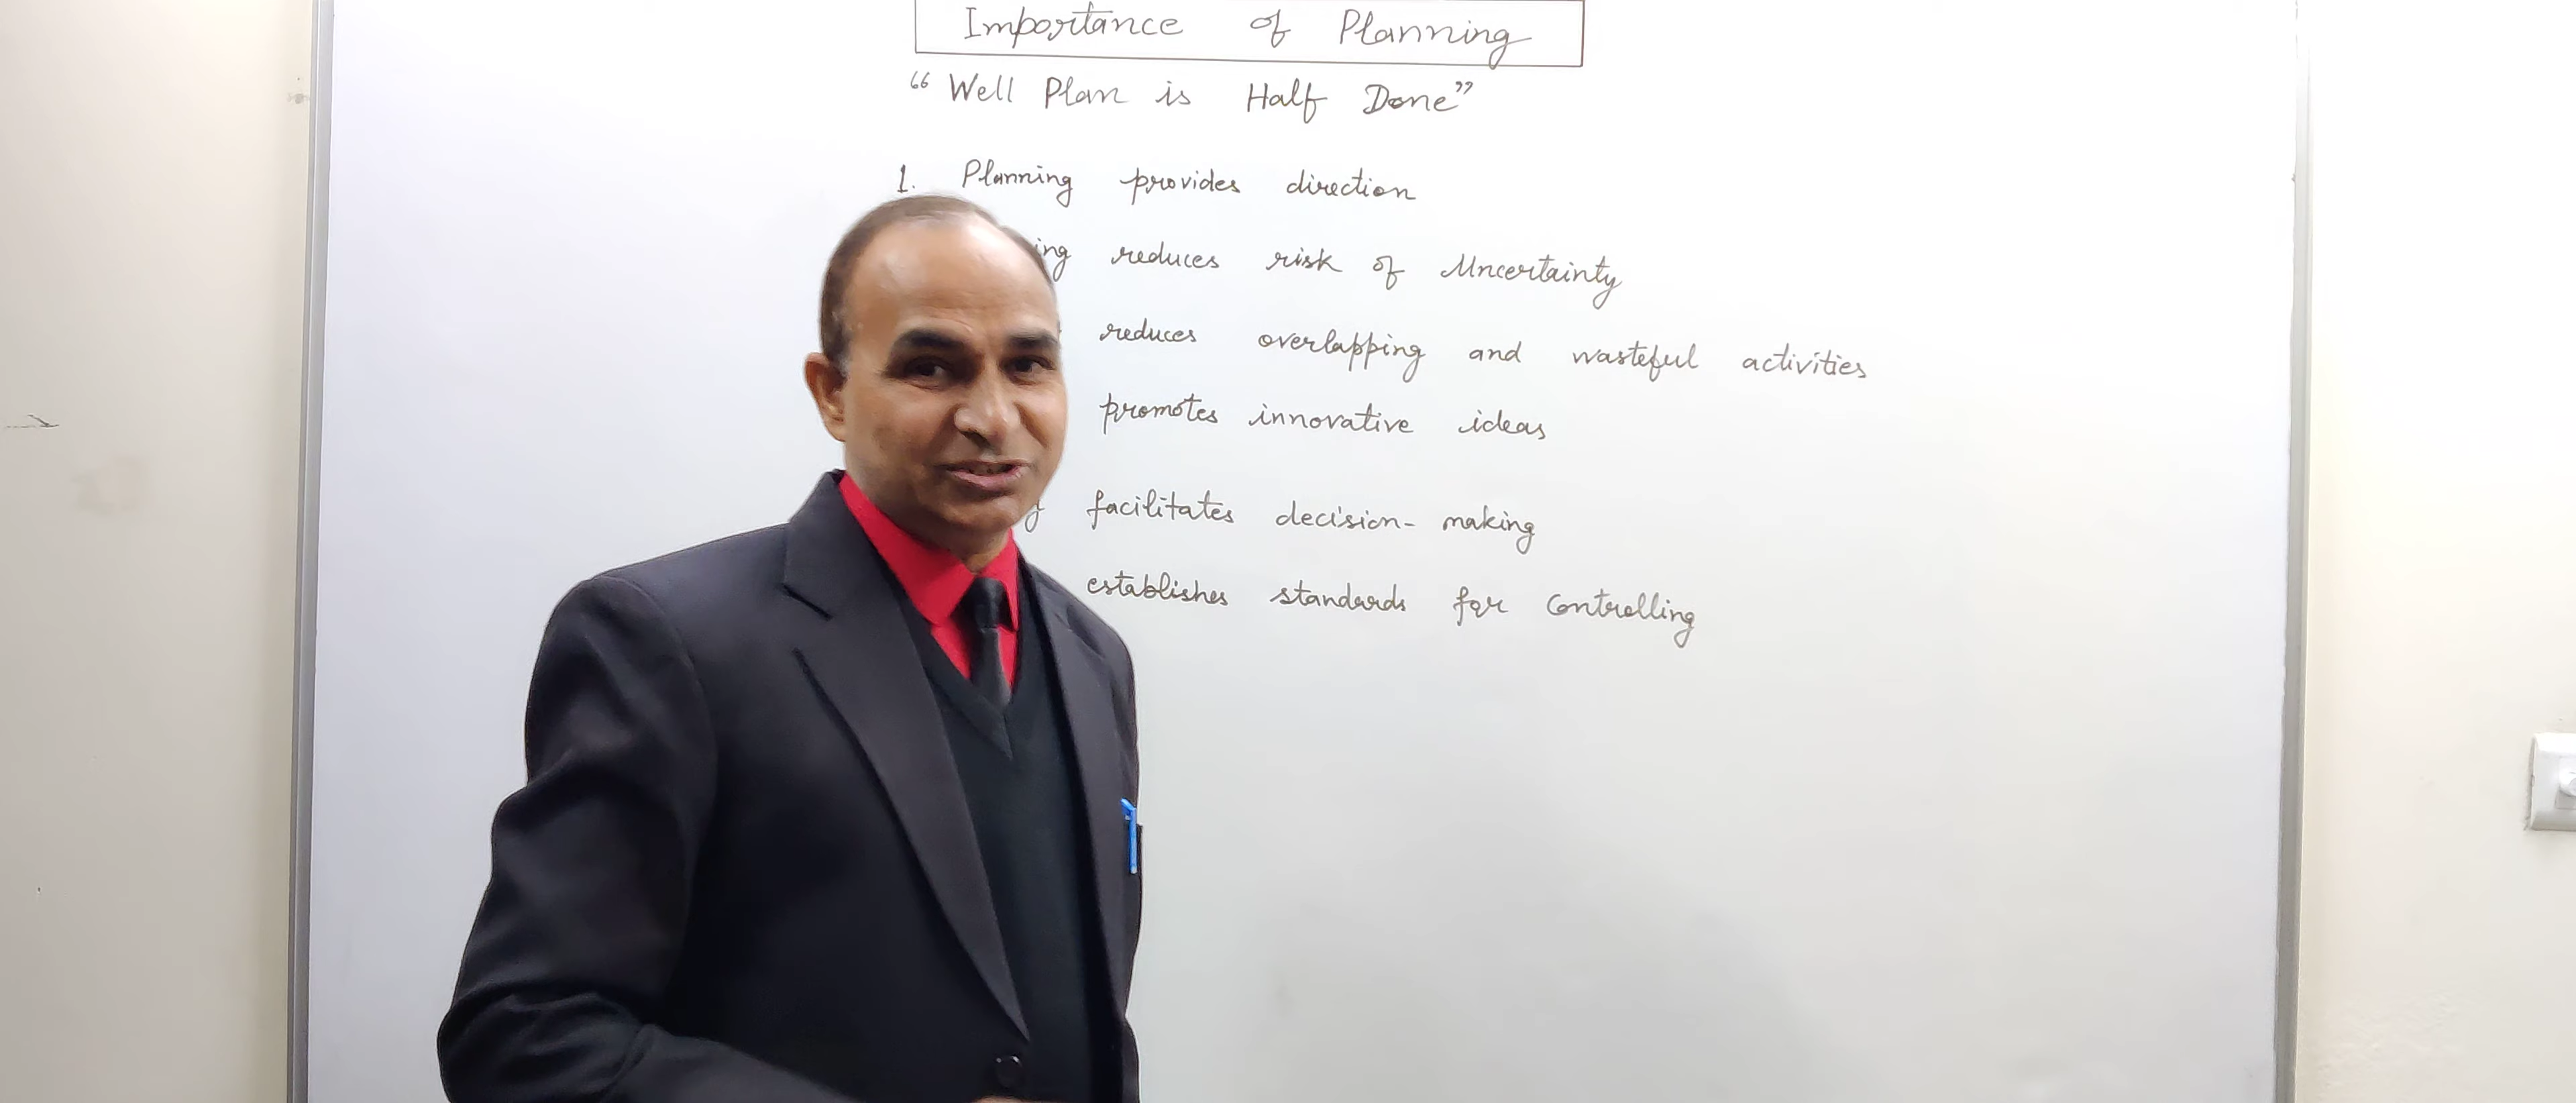 Importance of Planning
“Well Plan is Half Done”
1. Planning provides direction
ing reduces risk of Uncertainty
reduces overlapping and wasteful activities
promotes innovative ideas
g facilitates decision-making
establishes standards for Controlling